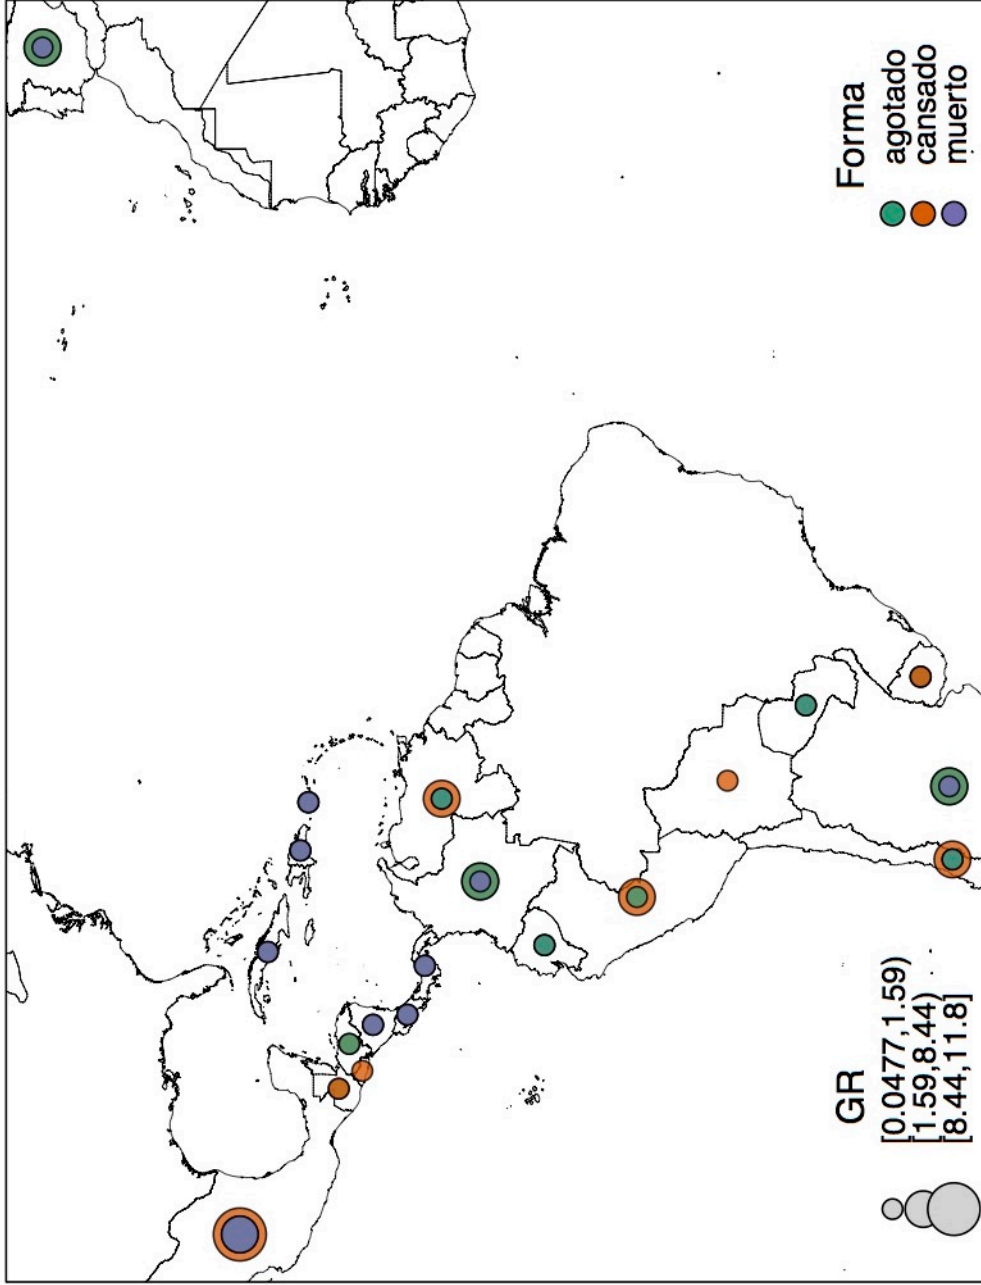 GR
[0.0477,1.59)
[1.59,8.44)
[8.44,11.8]
Forma
agotado
cansado
muerto